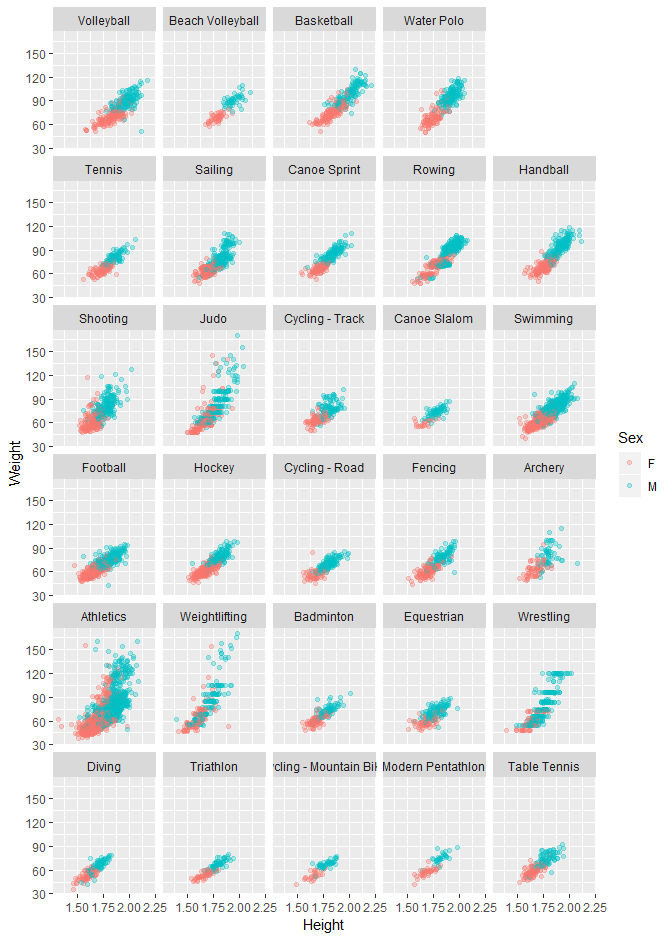 Volleyball Beach Volleyball Basketball Water Polo
150
120
90
60
30
Tennis Sailing Canoe Sprint Rowing Handball
150
120
90
60
30
Shooting Judo Cycling - Track Canoe Slalom Swimming
150
120
90
60
30
Football Hockey Cycling - Road Fencing Archery
150
120
90
60
30
Athletics Weightlifting Badminton Equestrian Wrestling
150
120
90
60
30
Diving Triathlon ycling - Mountain Bik Modern Pentathlon Table Tennis
150
120
90
60
30
1.50 1.75 2.00 2.25 1.50 1.75 2.00 2.25 1.50 1.75 2.00 2.25 1.50 1.75 2.00 2.25 1.50 1.75 2.00 2.25
Height
Weight
Sex
F
M